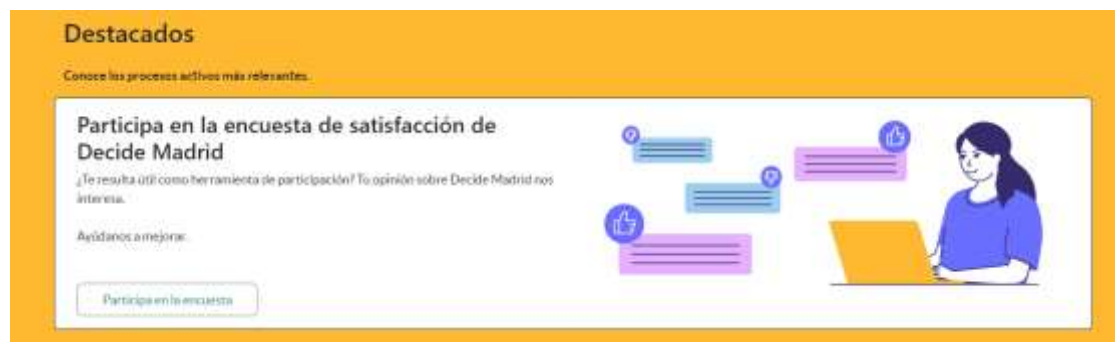 Destacados
Conoce los procesos activos más relevantes.
Participa en la encuesta de satisfacción de
Decide Madrid
¿Te resulta útil como herramienta de participación? Tu opinión sobre Decide Madrid nos
interesa.
Ayúdanos a mejorar.
Participa en la encuesta